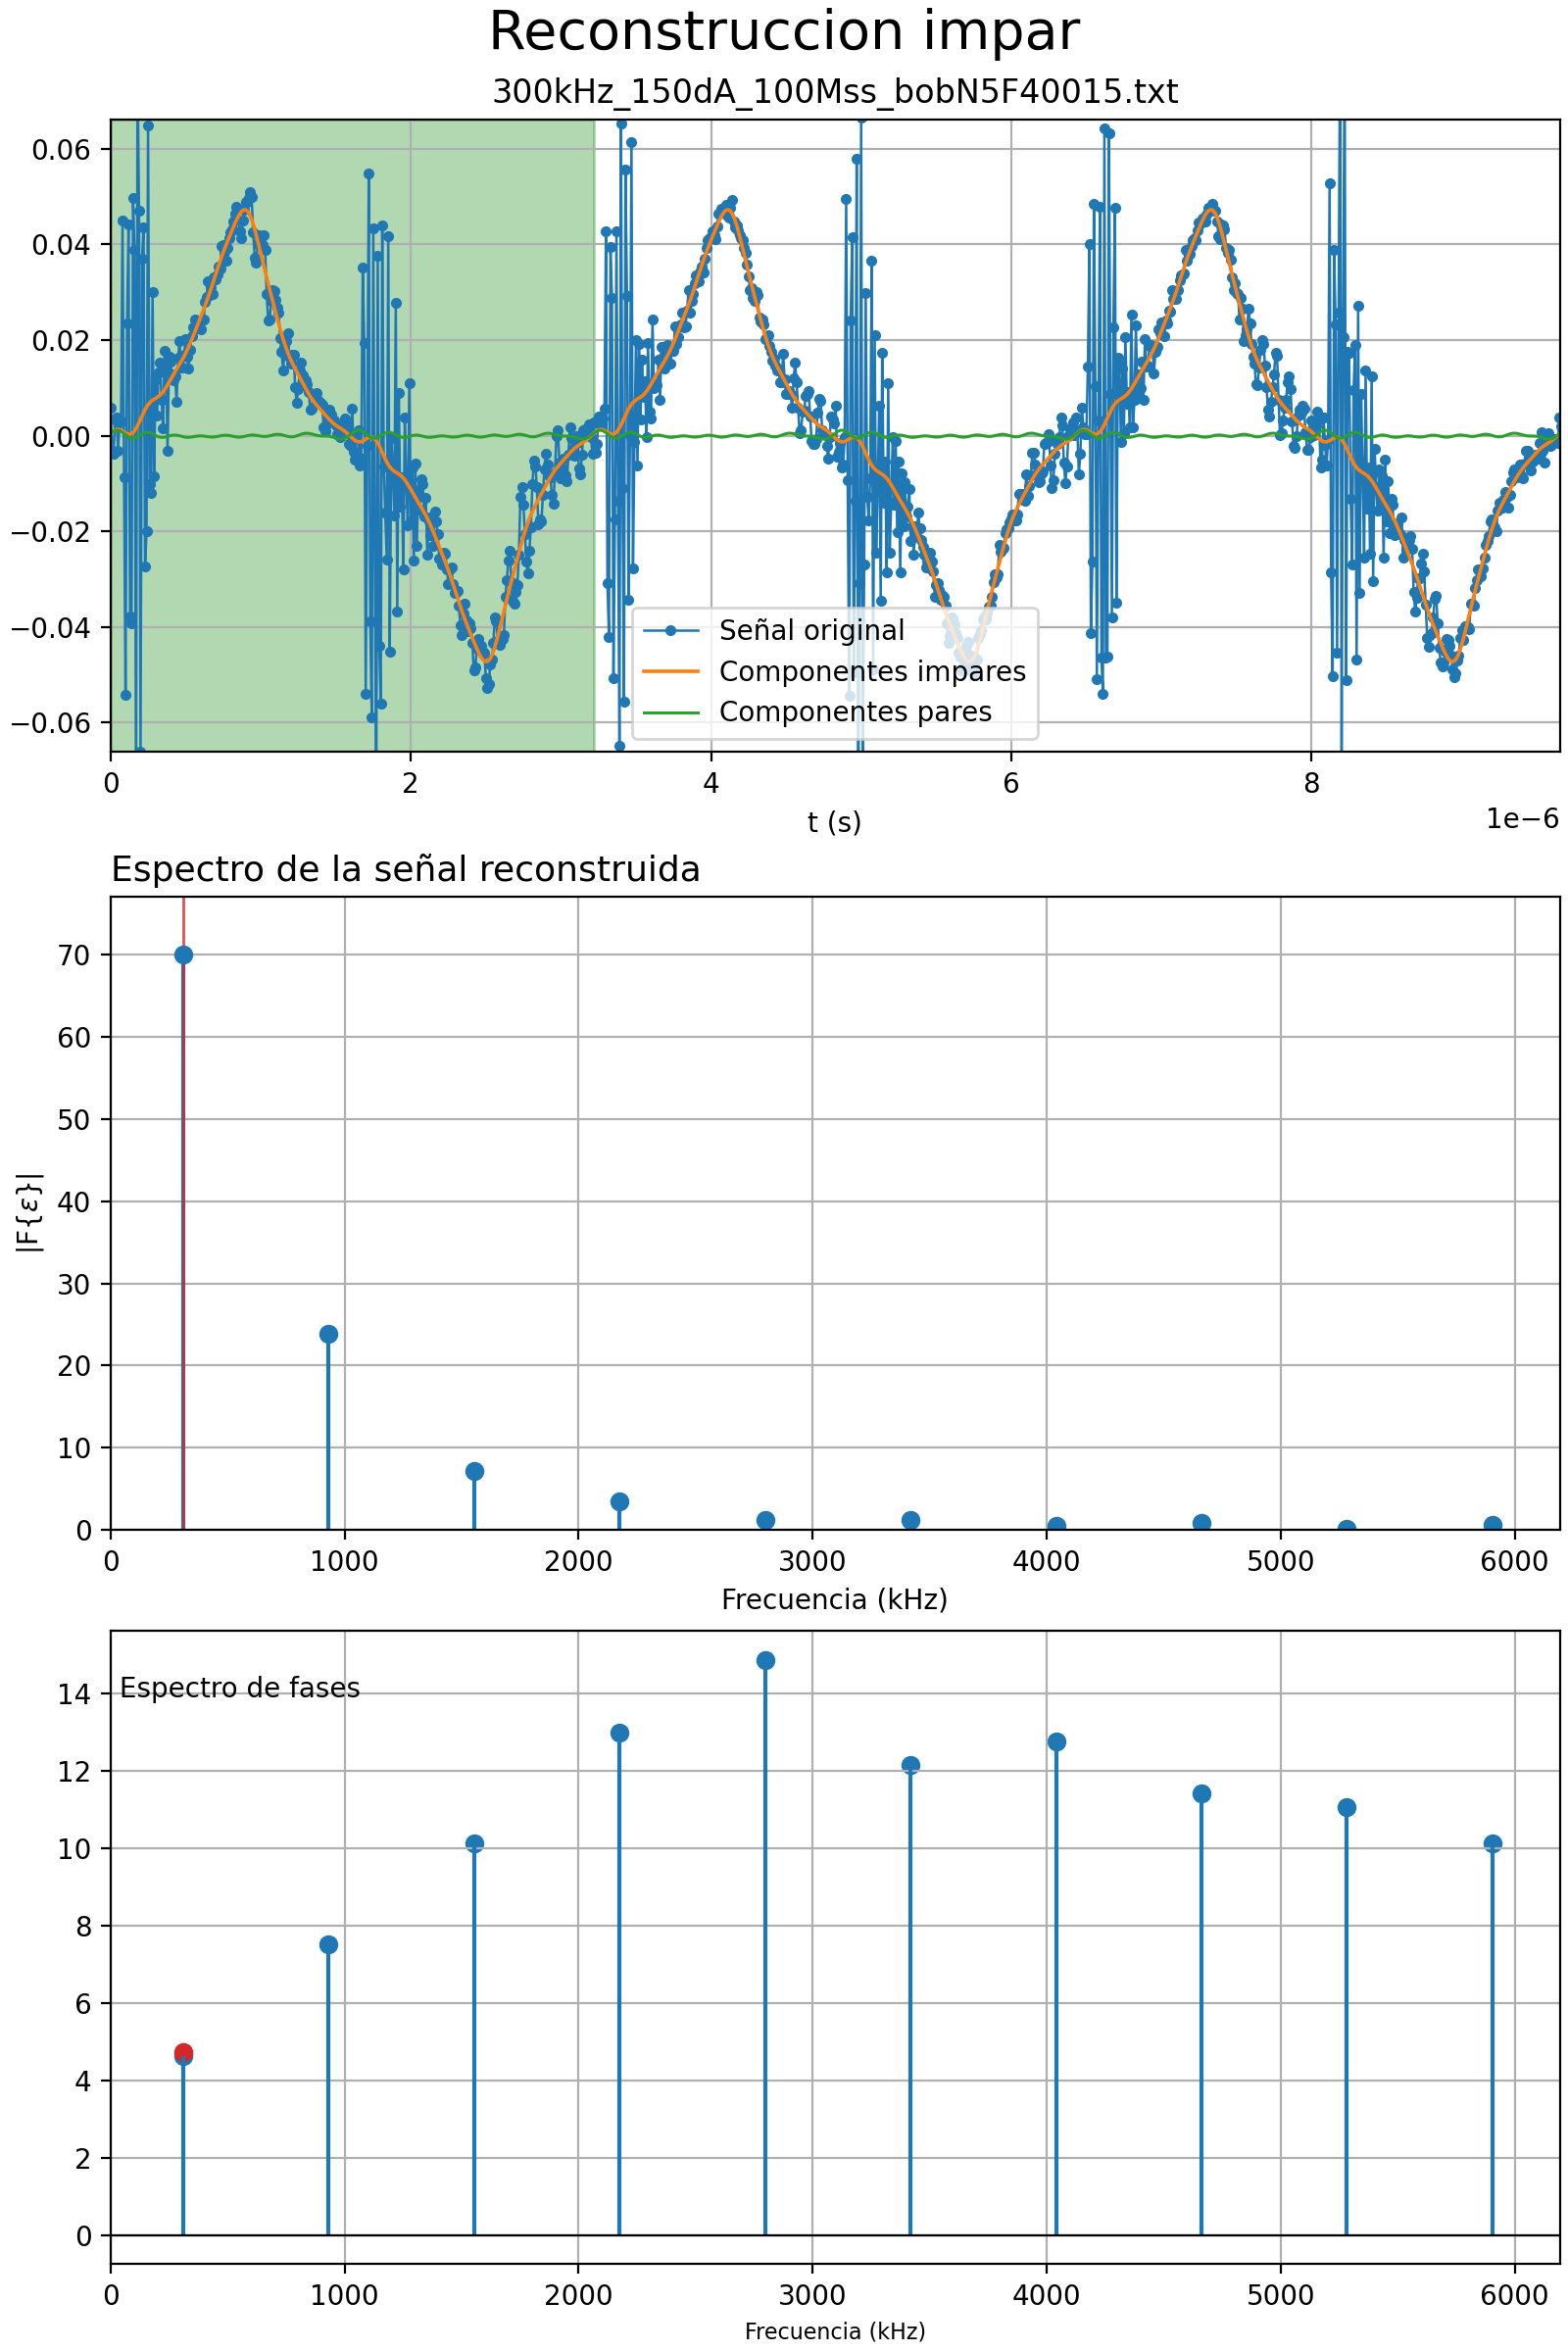 Reconstruccion impar
300kHz_150dA_100Mss_bobN5F40015.txt
0.06
0.04
0.02
0.00
−0.02
−0.04
−0.06
Señal original
Componentes impares
Componentes pares
0 2 4 6 8
1e−6
t (s)
Espectro de la señal reconstruida
70
60
50
40
30
20
10
0
|F{ε}|
0 1000 2000 3000 4000 5000 6000
Frecuencia (kHz)
Espectro de fases
14
12
10
8
6
4
2
0
0 1000 2000 3000 4000 5000 6000
Frecuencia (kHz)